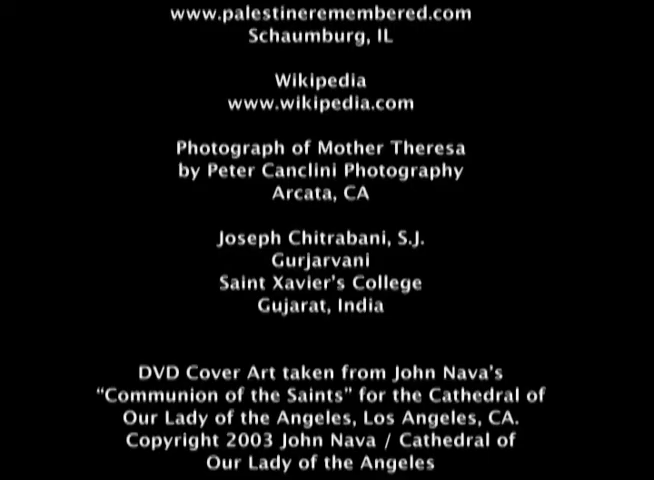 www.palestineremembered.com
Schaumburg, IL
Wikipedia
www.wikipedia.com
Photograph of Mother Theresa
by Peter Canclini Photography
Arcata, CA
Joseph Chitrabani, S.J.
Gurjarvani
Saint Xavier's College
Gujarat, India
DVD Cover Art taken from John Nava's
“Communion of the Saints” for the Cathedral of
Our Lady of the Angeles, Los Angeles, CA.
Copyright 2003 John Nava / Cathedral of
Our Lady of the Angeles